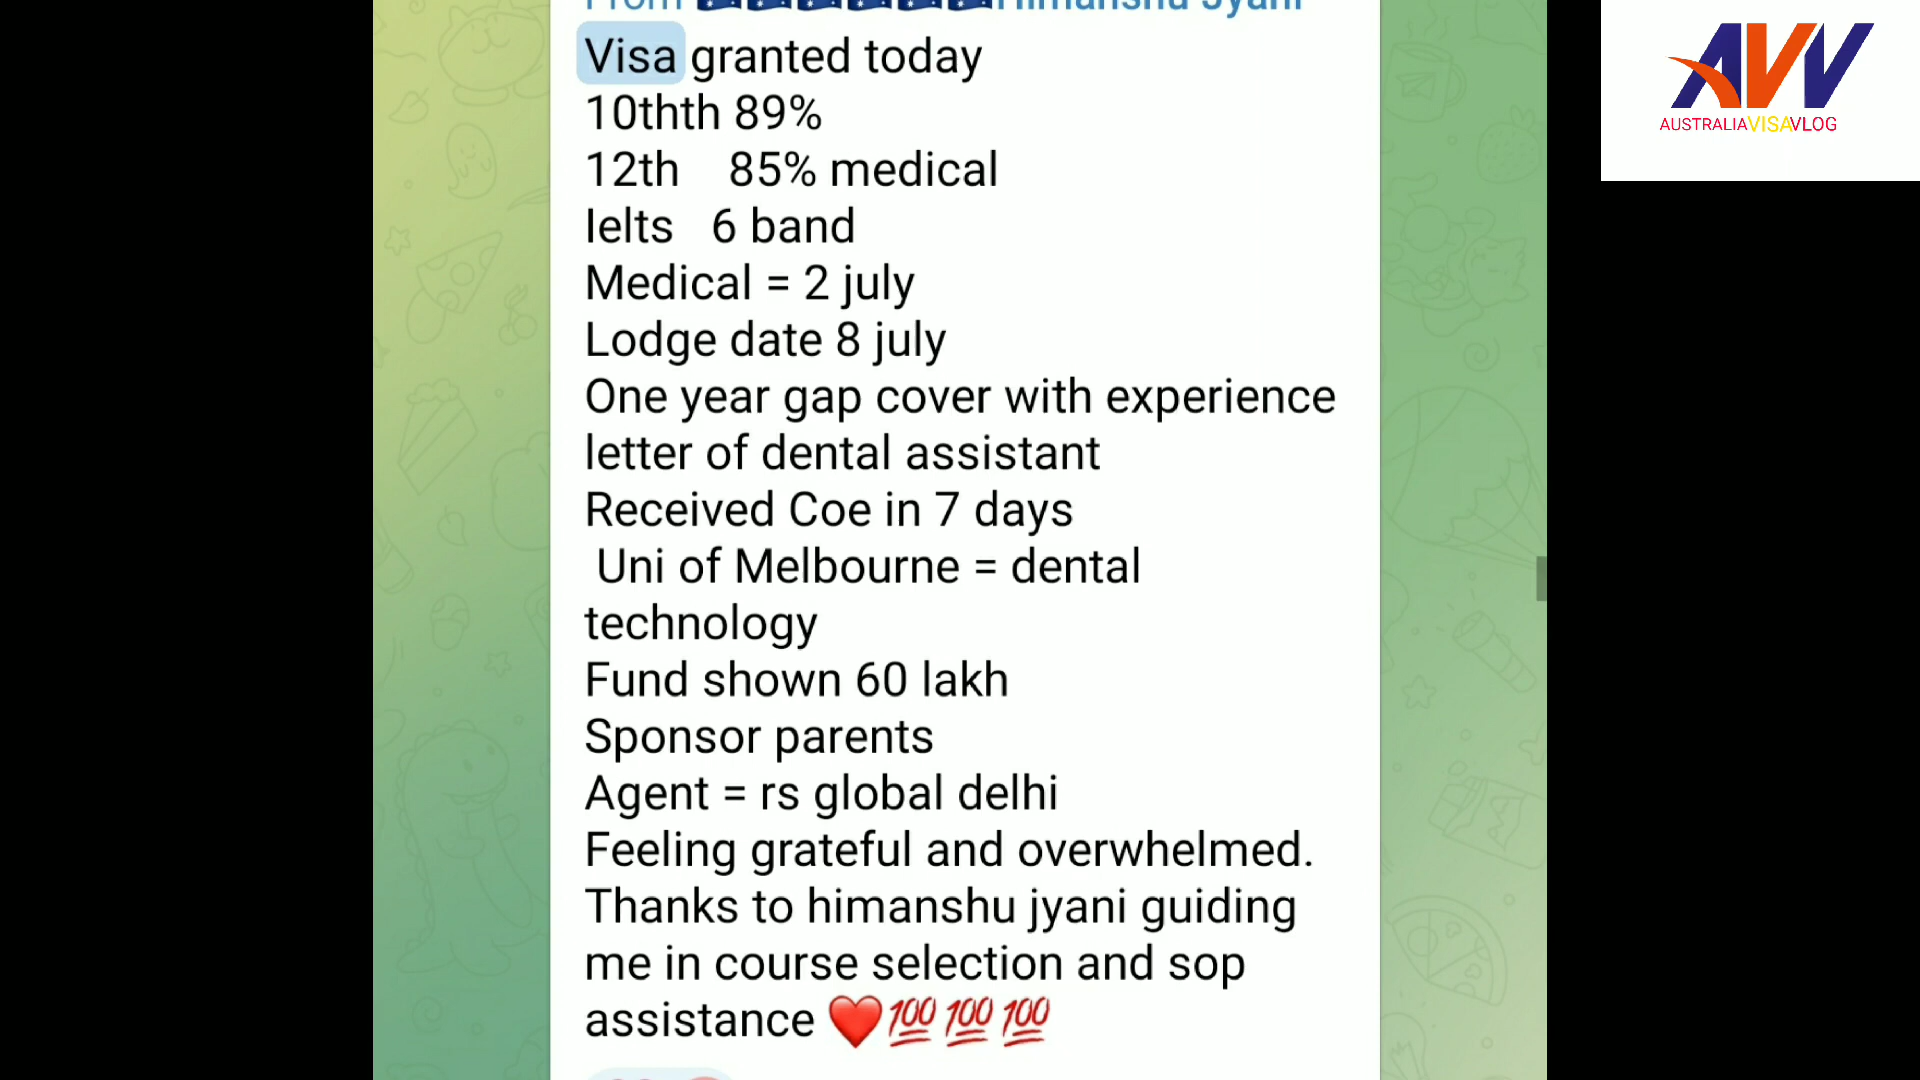 From 🇦🇺🇦🇺🇦🇺🇦🇺🇦🇺🇦🇺Himanshu Jyani
Visa granted today
10thth 89%
12th 85% medical
Ielts 6 band
Medical = 2 july
Lodge date 8 july
One year gap cover with experience
letter of dental assistant
Received Coe in 7 days
Uni of Melbourne = dental
technology
Fund shown 60 lakh
Sponsor parents
Agent = rs global delhi
Feeling grateful and overwhelmed.
Thanks to himanshu jyani guiding
me in course selection and sop
assistance ❤️💯💯💯
AVV
AUSTRALIAVISAVLOG